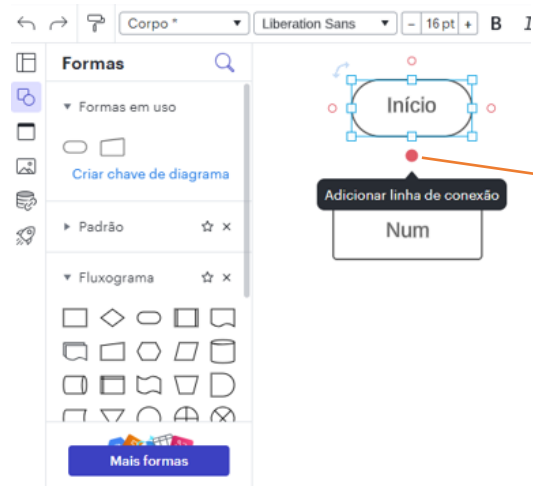 Corpo *
Liberation Sans
− 16 pt +
B
I
Formas
Formas em uso
Criar chave de diagrama
Padrão
Fluxograma
Mais formas
Início
Adicionar linha de conexão
Num